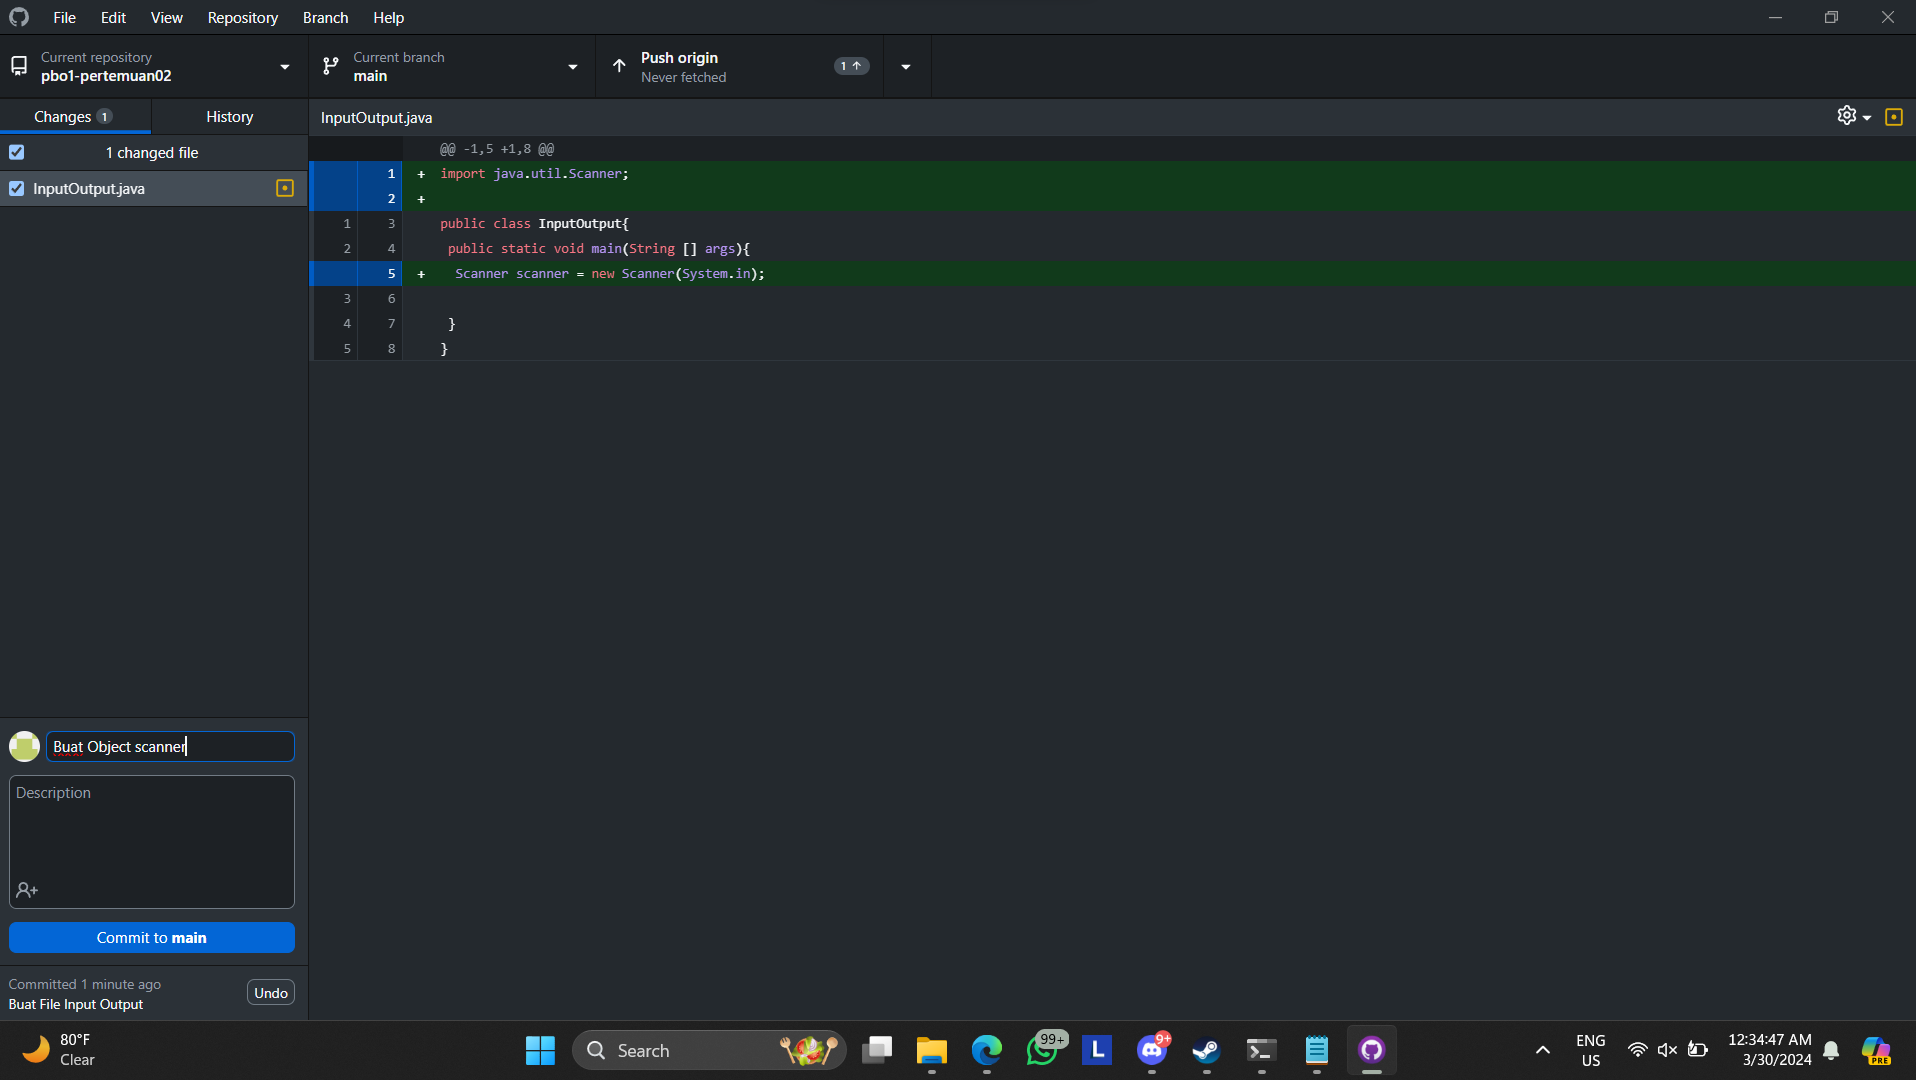 File Edit View Repository Branch Help
Current repository
pbo1-pertemuan02
Current branch
main
Push origin
Never fetched
1
Changes 1
History
InputOutput.java
1 changed file
InputOutput.java
@@ -1,5 +1,8 @@
1 + import java.util.Scanner;
2 +
1 3 public class InputOutput{
2 4 public static void main(String [] args){
5 + Scanner scanner = new Scanner(System.in);
3 6
4 7 }
5 8 }
Buat Object scanner
Description
Commit to main
Committed 1 minute ago
Buat File Input Output
Undo
80°F
Clear
Search
99+
L
9+
ENG
US
12:34:47 AM
3/30/2024
PRE